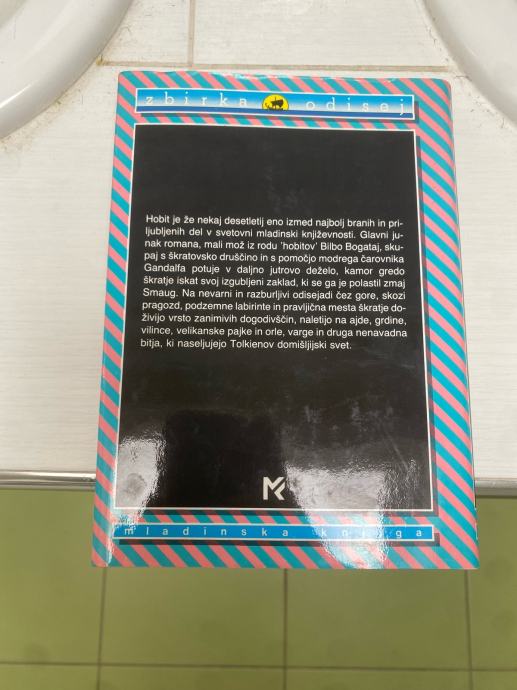 zbirka odisej
Hobit je že nekaj desetletij eno izmed najbolj branih in pri-
ljubljenih del v svetovni mladinski književnosti. Glavni ju-
nak romana, mali mož iz rodu 'hobitov' Bilbo Bogataj, sku-
paj s škratovsko druščino in s pomočjo modrega čarovnika
Gandalfa potuje v daljno jutrovo deželo, kamor gredo
škratje iskat svoj izgubljeni zaklad, ki se ga je polastil zmaj
Smaug. Na nevarni in razburljivi odisejadi čez gore, skozi
pragozd, podzemne labirinte in pravljična mesta škratje do-
živijo vrsto zanimivih dogodivščin, naletijo na ajde, grdine,
vilince, velikanske pajke in orle, varge in druga nenavadna
bitja, ki naseljujejo Tolkienov domišljijski svet.
MK
mladinska knjiga